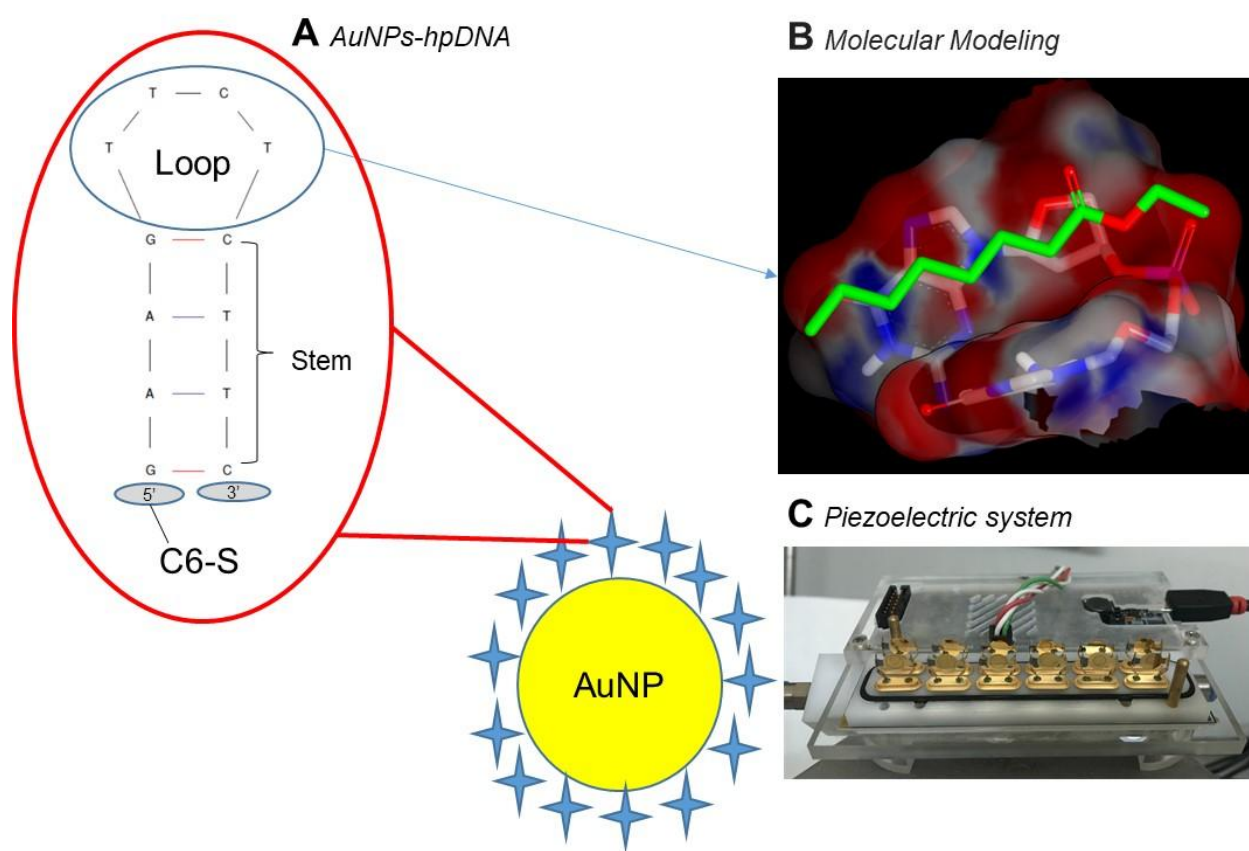 A AuNPs-hpDNA
T C
T T
Loop
G C
A T
Stem
A T
G C
5' 3'
C6-S
AuNP
B Molecular Modeling
C Piezoelectric system